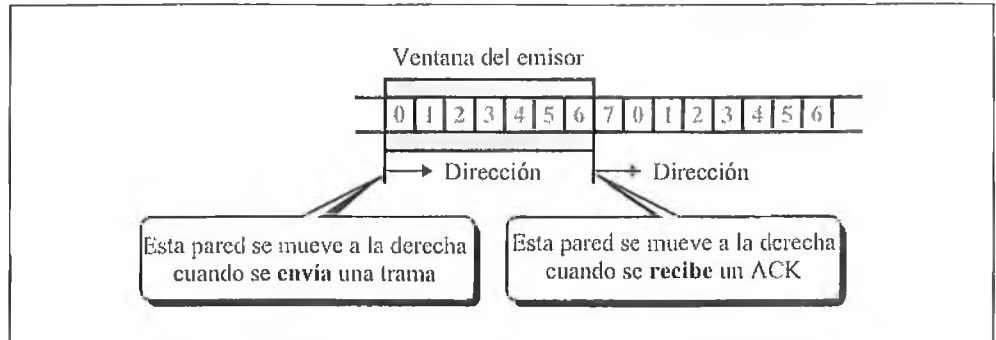 Ventana del emisor
0 1 2 3 4 5 6 7 0 1 2 3 4 5 6
Dirección Dirección
Esta pared se mueve a la derecha
cuando se envía una trama
Esta pared se mueve a la derecha
cuando se recibe un ACK